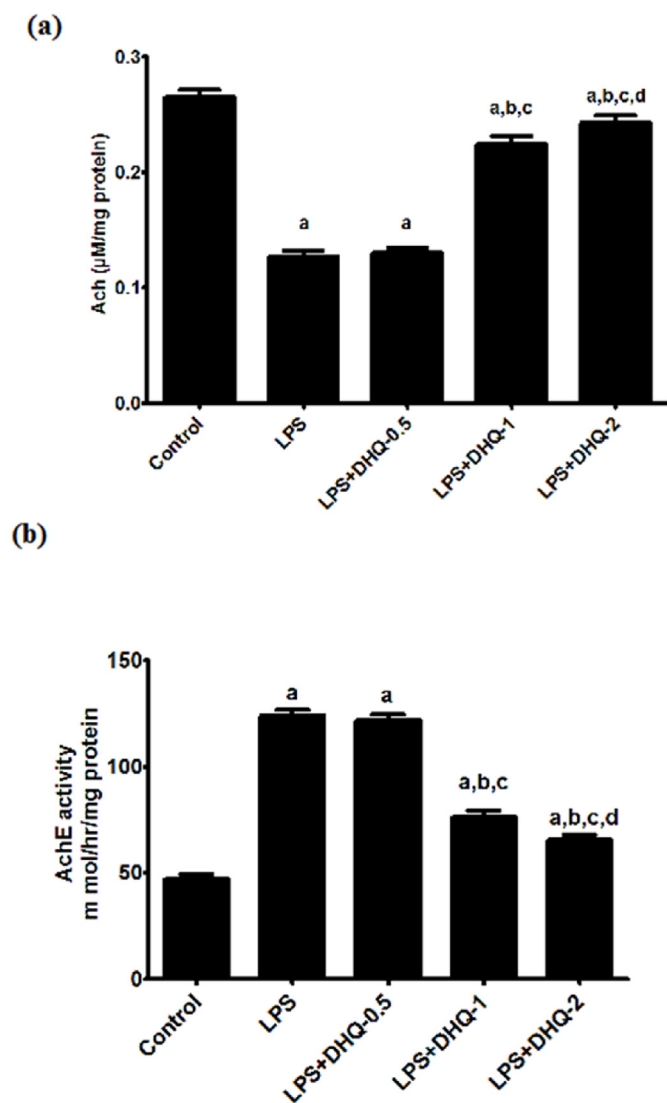 (a)
Ach (µM/mg protein)
0.3
0.2
0.1
0.0
a
a
a,b,c
a,b,c,d
Control
LPS
LPS+DHQ-0.5
LPS+DHQ-1
LPS+DHQ-2
(b)
AchE activity
m mol/hr/mg protein
150
100
50
0
a
a
a,b,c
a,b,c,d
Control
LPS
LPS+DHQ-0.5
LPS+DHQ-1
LPS+DHQ-2